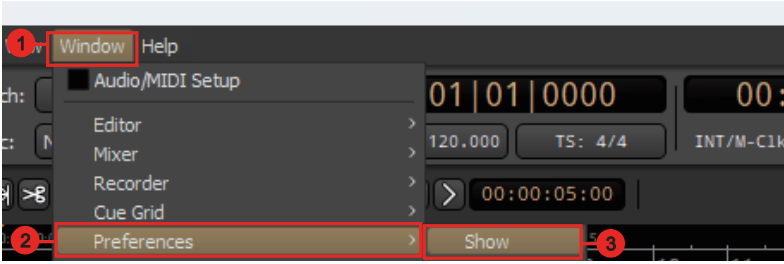 1 Window Help
Audio/MIDI Setup
01|01|0000
00:
Editor
120.000
TS: 4/4
INT/M-Clk
Mixer
Recorder
00:00:05:00
Cue Grid
2 Preferences
Show 3